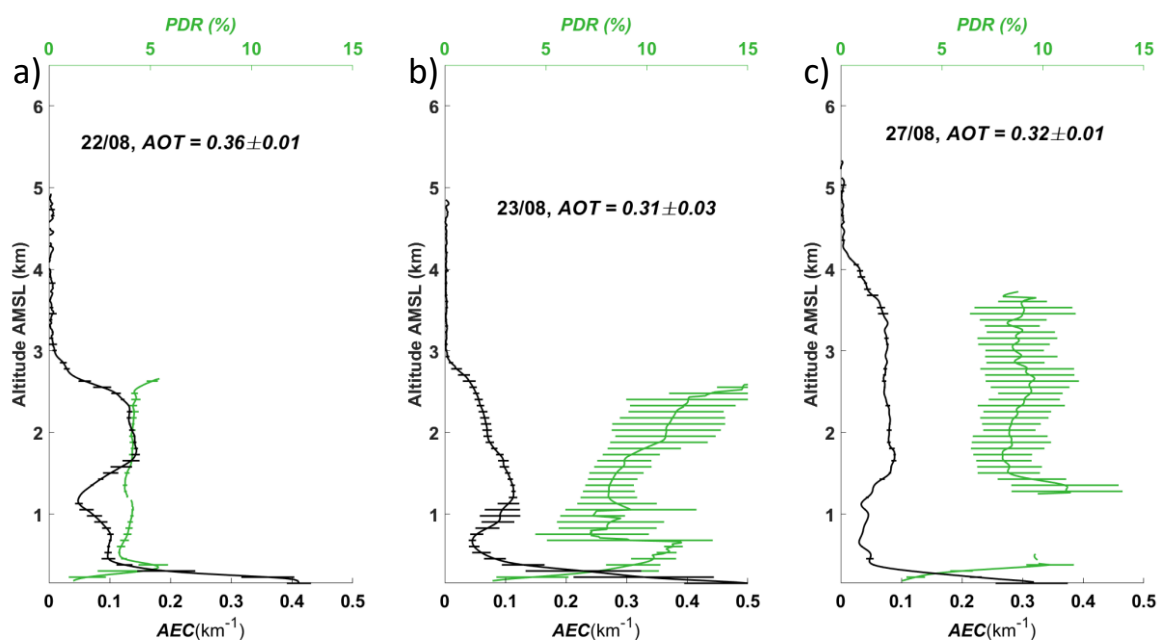 PDR (%)
0 5 10 15
a)
6
5
4
3
2
1
Altitude AMSL (km)
22/08, AOT = 0.36±0.01
0 0.1 0.2 0.3 0.4 0.5
AEC(km⁻¹)
PDR (%)
0 5 10 15
b)
6
5
4
3
2
1
Altitude AMSL (km)
23/08, AOT = 0.31±0.03
0 0.1 0.2 0.3 0.4 0.5
AEC(km⁻¹)
PDR (%)
0 5 10 15
c)
6
5
4
3
2
1
Altitude AMSL (km)
27/08, AOT = 0.32±0.01
0 0.1 0.2 0.3 0.4 0.5
AEC(km⁻¹)